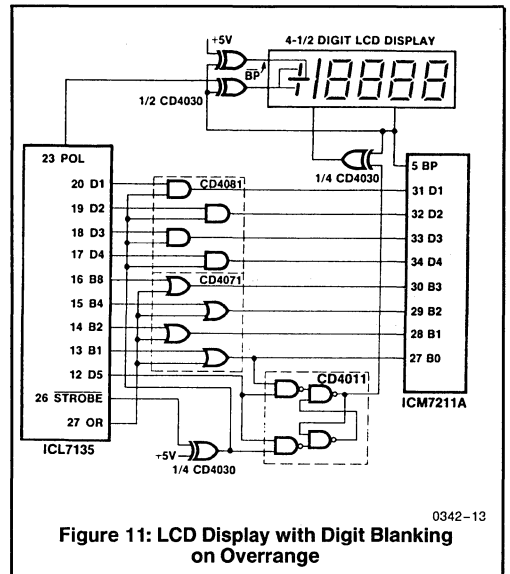 +5V
4-1/2 DIGIT LCD DISPLAY
BP
1/2 CD4030
1/4 CD4030
23 POL
20 D1
19 D2
18 D3
17 D4
16 B8
15 B4
14 B2
13 B1
12 D5
26 STROBE
27 OR
ICL7135
CD4081
CD4071
CD4011
+5V
1/4 CD4030
5 BP
31 D1
32 D2
33 D3
34 D4
30 B3
29 B2
28 B1
27 B0
ICM7211A
0342-13
Figure 11: LCD Display with Digit Blanking
on Overrange